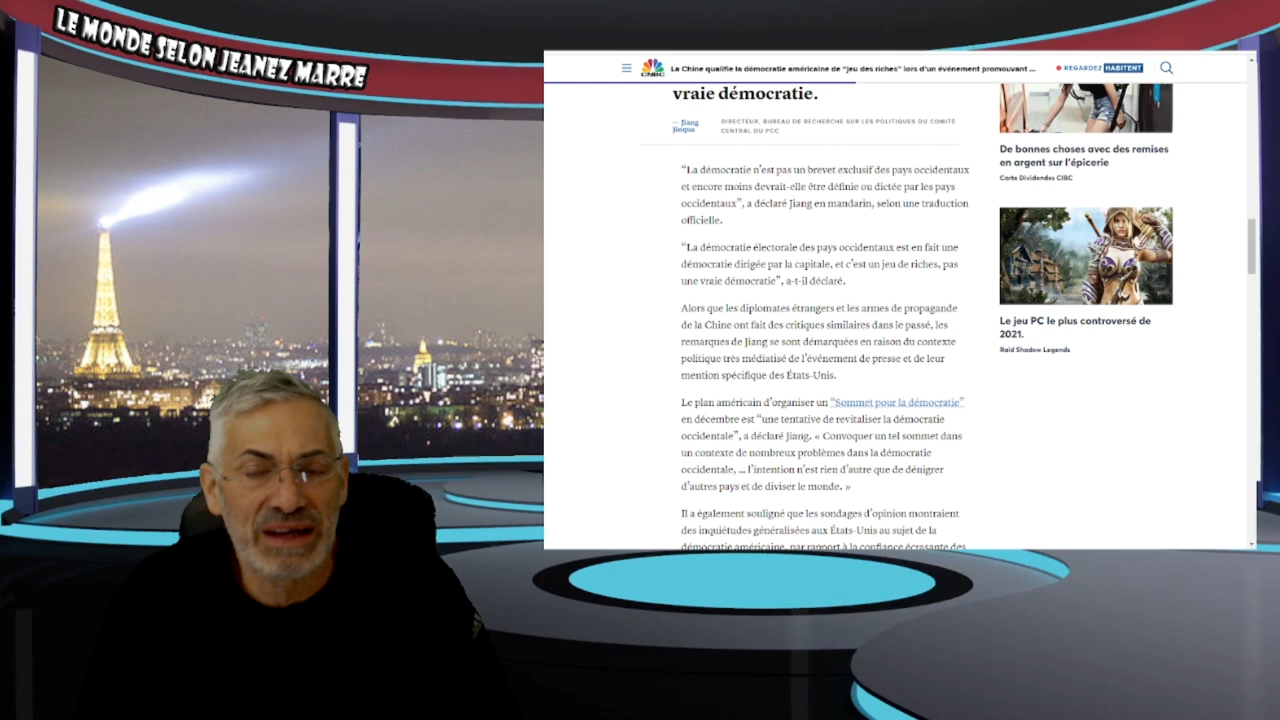 LE MONDE SELON JEANEZ MARRE
CNBC
La Chine qualifie la démocratie américaine de “jeu des riches” lors d’un événement promouvant ...
REGARDEZ HABITENT
vraie démocratie.
— Jiang
Jinqua
DIRECTEUR, BUREAU DE RECHERCHE SUR LES POLITIQUES DU COMITÉ
CENTRAL DU PCC
“La démocratie n’est pas un brevet exclusif des pays occidentaux
et encore moins devrait-elle être définie ou dictée par les pays
occidentaux”, a déclaré Jiang en mandarin, selon une traduction
officielle.
“La démocratie électorale des pays occidentaux est en fait une
démocratie dirigée par la capitale, et c’est un jeu de riches, pas
une vraie démocratie”, a-t-il déclaré.
Alors que les diplomates étrangers et les armes de propagande
de la Chine ont fait des critiques similaires dans le passé, les
remarques de Jiang se sont démarquées en raison du contexte
politique très médiatisé de l’événement de presse et de leur
mention spécifique des États-Unis.
Le plan américain d’organiser un “Sommet pour la démocratie”
en décembre est “une tentative de revitaliser la démocratie
occidentale”, a déclaré Jiang. « Convoquer un tel sommet dans
un contexte de nombreux problèmes dans la démocratie
occidentale, ... l’intention n’est rien d’autre que de dénigrer
d’autres pays et de diviser le monde. »
Il a également souligné que les sondages d’opinion montraient
des inquiétudes généralisées aux États-Unis au sujet de la
démocratie américaine, par rapport à la confiance écrasante des
De bonnes choses avec des remises
en argent sur l’épicerie
Carte Dividendes CIBC
Le jeu PC le plus controversé de
2021.
Raid Shadow Legends